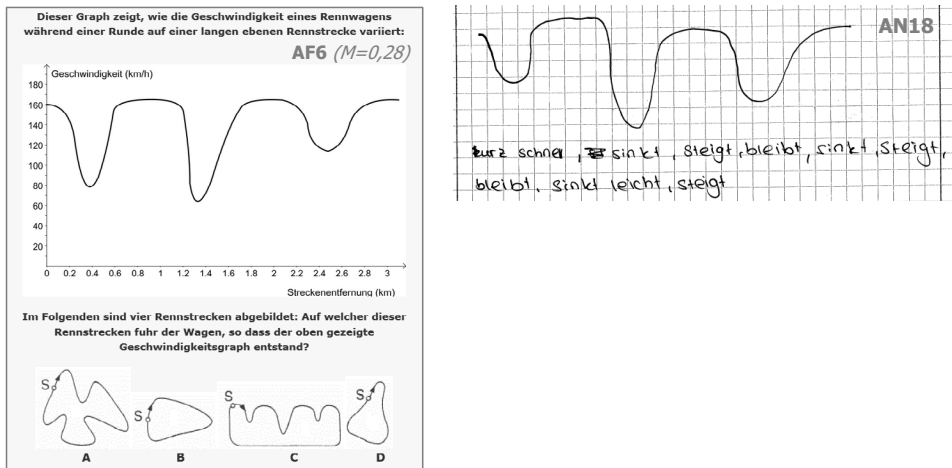 Dieser Graph zeigt, wie die Geschwindigkeit eines Rennwagens
während einer Runde auf einer langen ebenen Rennstrecke variiert:
AF6 (M=0,28)
Geschwindigkeit (km/h)
180
160
140
120
100
80
60
40
20
0 0.2 0.4 0.6 0.8 1 1.2 1.4 1.6 1.8 2 2.2 2.4 2.6 2.8 3
Streckenentfernung (km)
Im Folgenden sind vier Rennstrecken abgebildet: Auf welcher dieser
Rennstrecken fuhr der Wagen, so dass der oben gezeigte
Geschwindigkeitsgraph entstand?
S S S S
A B C D
AN18
kurz schnell, sinkt, steigt, bleibt, sinkt, steigt,
bleibt, sinkt leicht, steigt